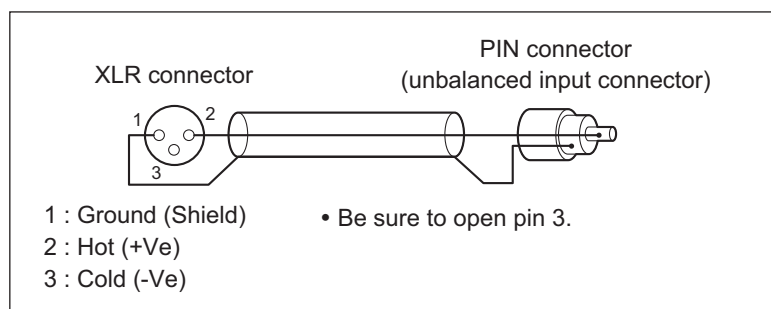 XLR connector
PIN connector
(unbalanced input connector)
1
2
3
1 : Ground (Shield)
2 : Hot (+Ve)
3 : Cold (-Ve)
• Be sure to open pin 3.